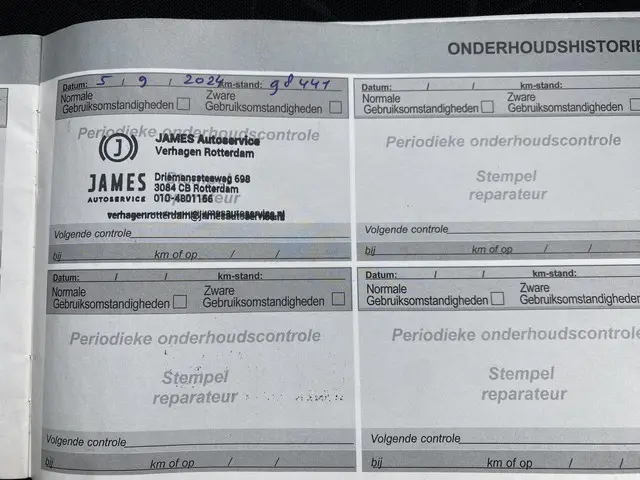 ONDERHOUDSHISTORIE
Datum: 5 / 9 / 2024 km-stand: 98441
Normale Gebruiksomstandigheden
Zware Gebruiksomstandigheden
Periodieke onderhoudscontrole
JAMES Autoservice
Verhagen Rotterdam
JAMES
AUTOSERVICE
Driemanssteeweg 698
3084 CB Rotterdam
010-4801166
verhagenrotterdam@jamesautoservice.nl
Volgende controle
bij km of op / /
Datum: / / km-stand:
Normale Gebruiksomstandigheden
Zware Gebruiksomstandigheden
Periodieke onderhoudscontrole
Stempel
reparateur
Volgende controle
bij km of op / /
Datum: / / km-stand:
Normale Gebruiksomstandigheden
Zware Gebruiksomstandigheden
Periodieke onderhoudscontrole
Stempel
reparateur
Volgende controle
bij km of op / /
Datum: / / km-stand:
Normale Gebruiksomstandigheden
Zware Gebruiksomstandigheden
Periodieke onderhoudscontrole
Stempel
reparateur
Volgende controle
bij km of op / /